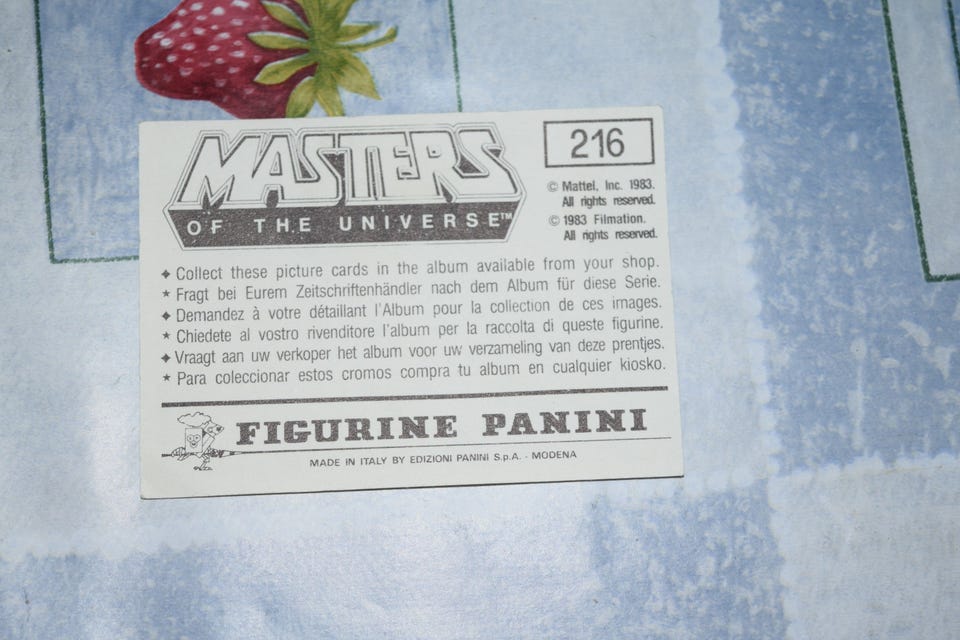 MASTERS
OF THE UNIVERSE™
216
© Mattel, Inc. 1983.
All rights reserved.
© 1983 Filmation.
All rights reserved.
✦ Collect these picture cards in the album available from your shop.
★ Fragt bei Eurem Zeitschriftenhändler nach dem Album für diese Serie.
✦ Demandez à votre détaillant l'Album pour la collection de ces images.
★ Chiedete al vostro rivenditore l'album per la raccolta di queste figurine.
✦ Vraagt aan uw verkoper het album voor uw verzameling van deze prentjes.
★ Para coleccionar estos cromos compra tu album en cualquier kiosko.
FIGURINE PANINI
MADE IN ITALY BY EDIZIONI PANINI S.p.A. - MODENA